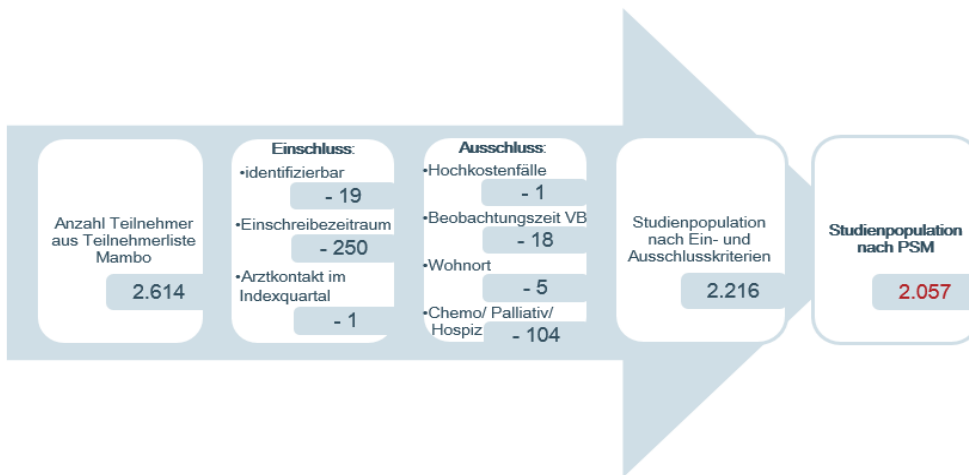 Anzahl Teilnehmer
aus Teilnehmerliste
Mambo
2.614
Einschluss:
•identifizierbar
- 19
•Einschreibezeitraum
- 250
•Arztkontakt im
Indexquartal
- 1
Ausschluss:
•Hochkostenfälle
- 1
•Beobachtungszeit VB
- 18
•Wohnort
- 5
•Chemo/ Palliativ/
Hospiz
- 104
Studienpopulation
nach Ein- und
Ausschlusskriterien
2.216
Studienpopulation
nach PSM
2.057